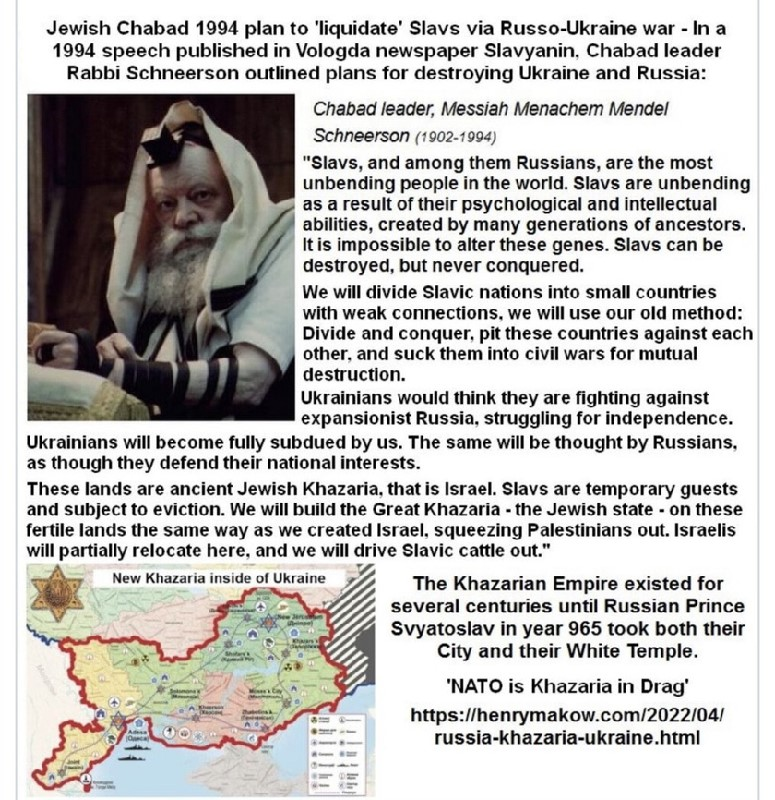 Jewish Chabad 1994 plan to 'liquidate' Slavs via Russo-Ukraine war - In a
1994 speech published in Vologda newspaper Slavyanin, Chabad leader
Rabbi Schneerson outlined plans for destroying Ukraine and Russia:
Chabad leader, Messiah Menachem Mendel
Schneerson (1902-1994)
"Slavs, and among them Russians, are the most
unbending people in the world. Slavs are unbending
as a result of their psychological and intellectual
abilities, created by many generations of ancestors.
It is impossible to alter these genes. Slavs can be
destroyed, but never conquered.
We will divide Slavic nations into small countries
with weak connections, we will use our old method:
Divide and conquer, pit these countries against each
other, and suck them into civil wars for mutual
destruction.
Ukrainians would think they are fighting against
expansionist Russia, struggling for independence.
Ukrainians will become fully subdued by us. The same will be thought by Russians,
as though they defend their national interests.
These lands are ancient Jewish Khazaria, that is Israel. Slavs are temporary guests
and subject to eviction. We will build the Great Khazaria - the Jewish state - on these
fertile lands the same way as we created Israel, squeezing Palestinians out. Israelis
will partially relocate here, and we will drive Slavic cattle out."
New Khazaria inside of Ukraine
The Khazarian Empire existed for
several centuries until Russian Prince
Svyatoslav in year 965 took both their
City and their White Temple.
'NATO is Khazaria in Drag'
https://henrymakow.com/2022/04/
russia-khazaria-ukraine.html